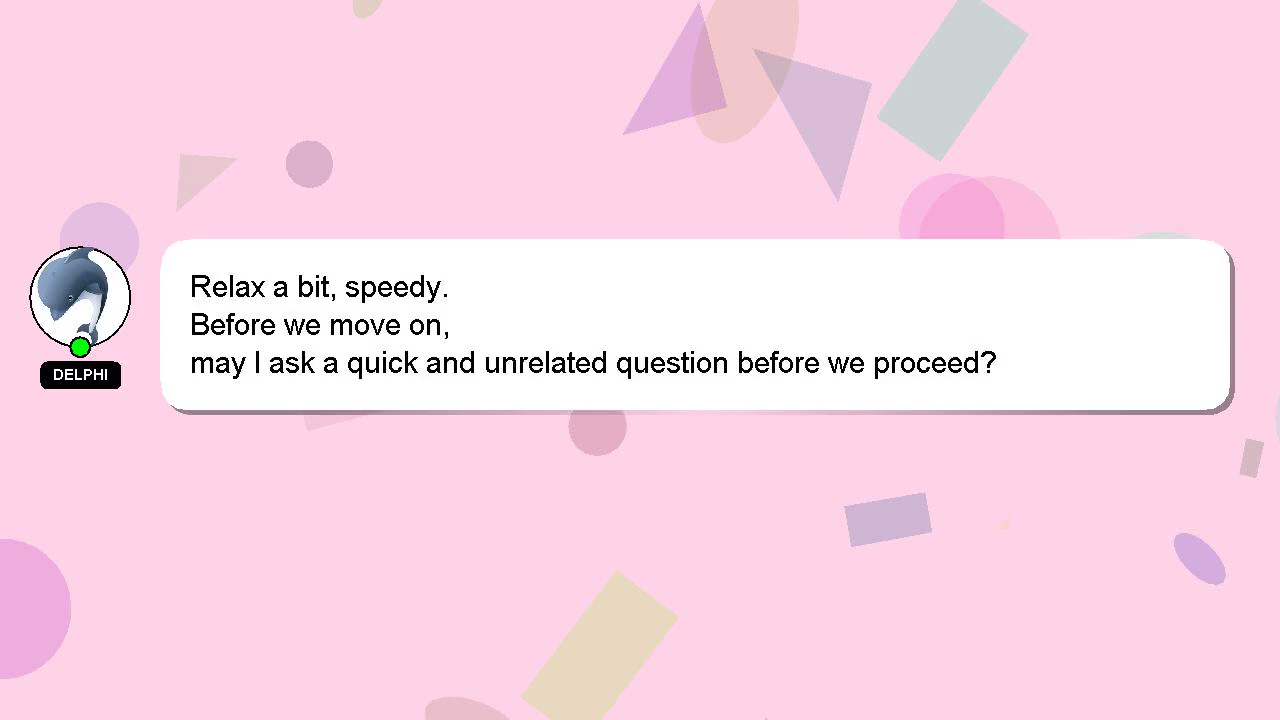 Relax a bit, speedy.
Before we move on,
may I ask a quick and unrelated question before we proceed?
DELPHI